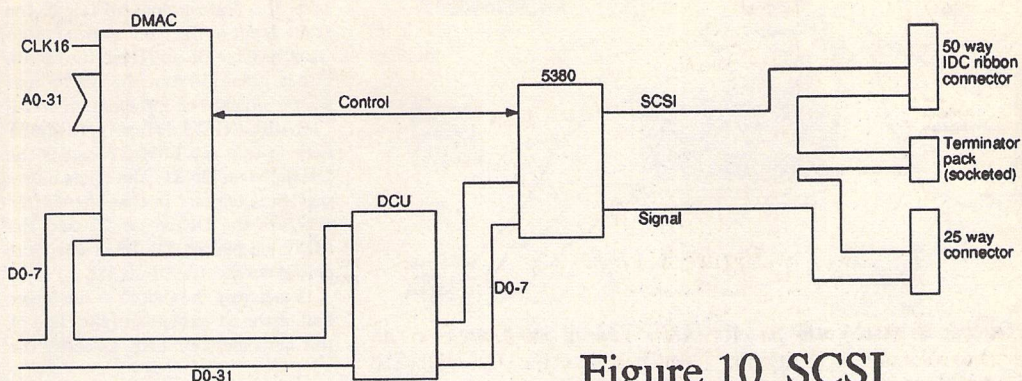 DMAC
CLK16
A0-31
Control
5380
SCSI
50 way
IDC ribbon
connector
Terminator
pack
(socketed)
Signal
25 way
connector
DCU
D0-7
D0-7
D0-31
Figure 10. SCSI